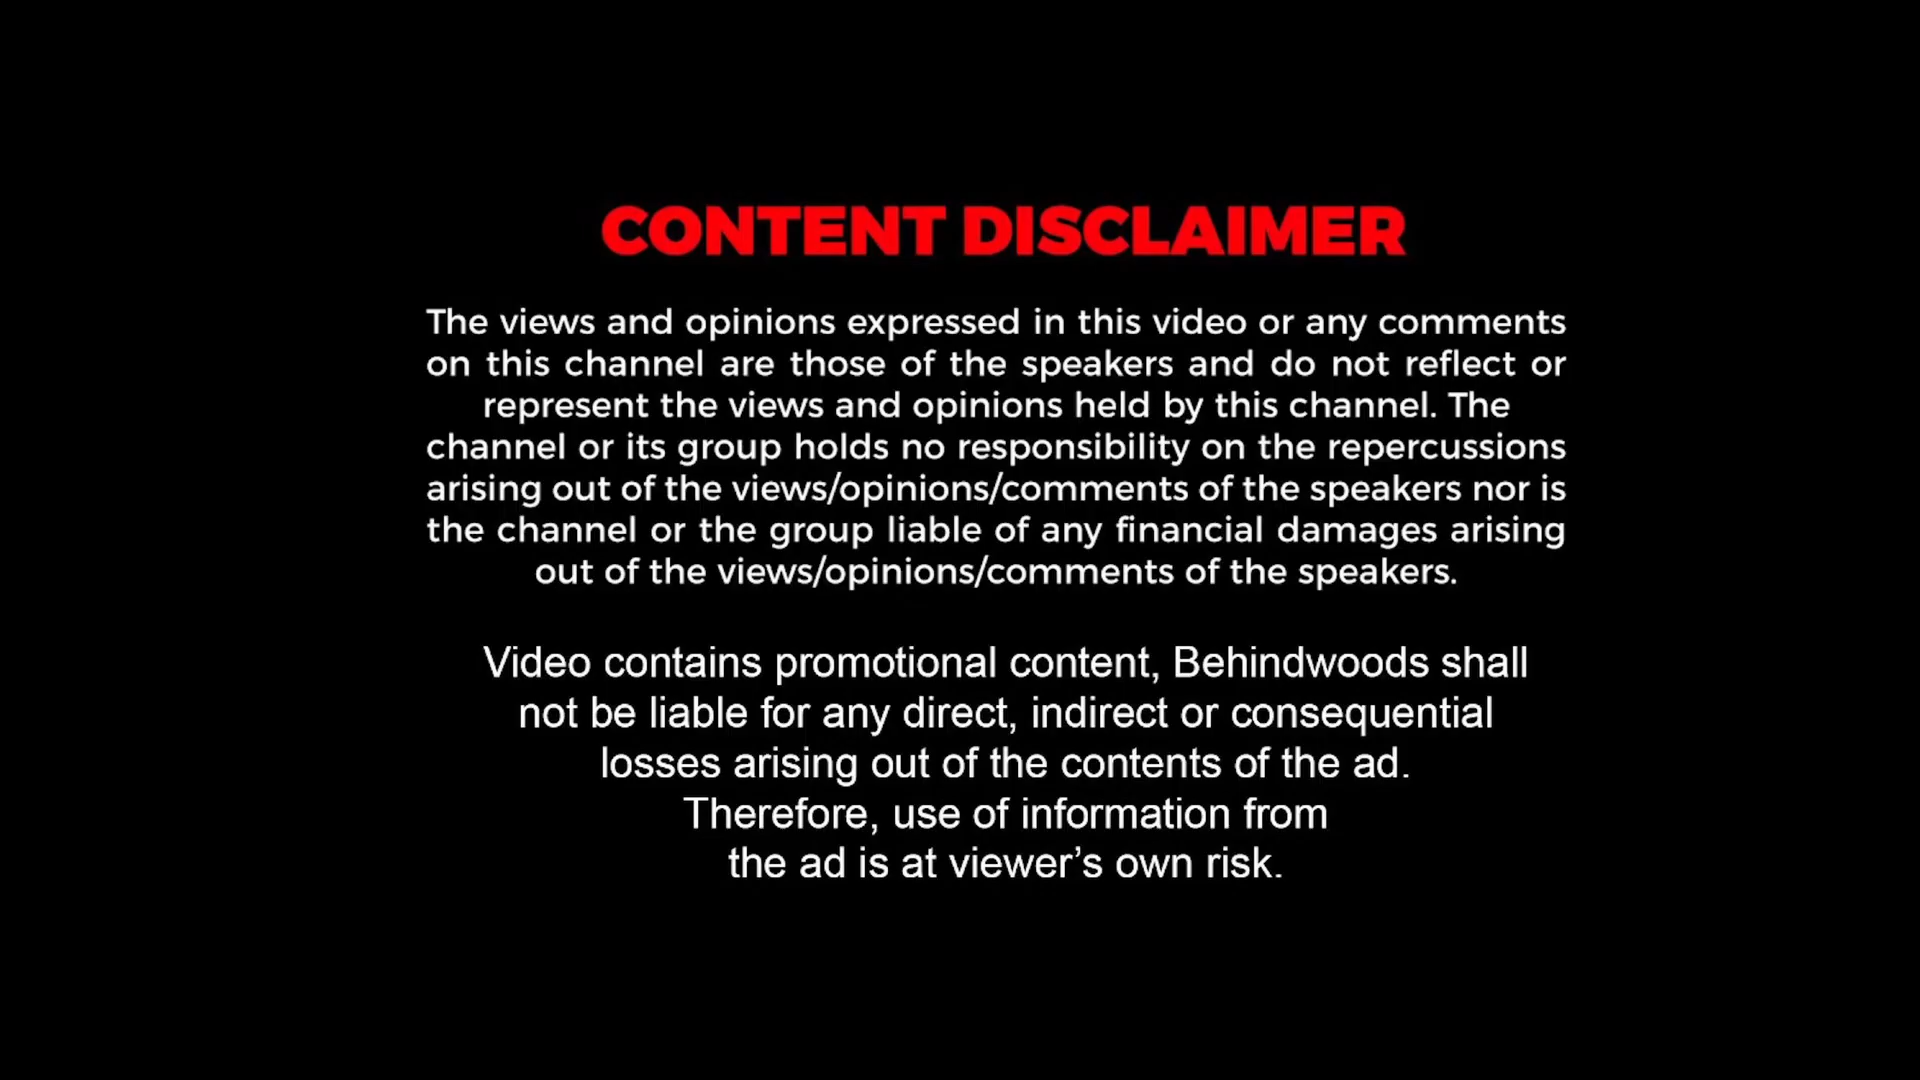 CONTENT DISCLAIMER
The views and opinions expressed in this video or any comments
on this channel are those of the speakers and do not reflect or
represent the views and opinions held by this channel. The
channel or its group holds no responsibility on the repercussions
arising out of the views/opinions/comments of the speakers nor is
the channel or the group liable of any financial damages arising
out of the views/opinions/comments of the speakers.
Video contains promotional content, Behindwoods shall
not be liable for any direct, indirect or consequential
losses arising out of the contents of the ad.
Therefore, use of information from
the ad is at viewer’s own risk.